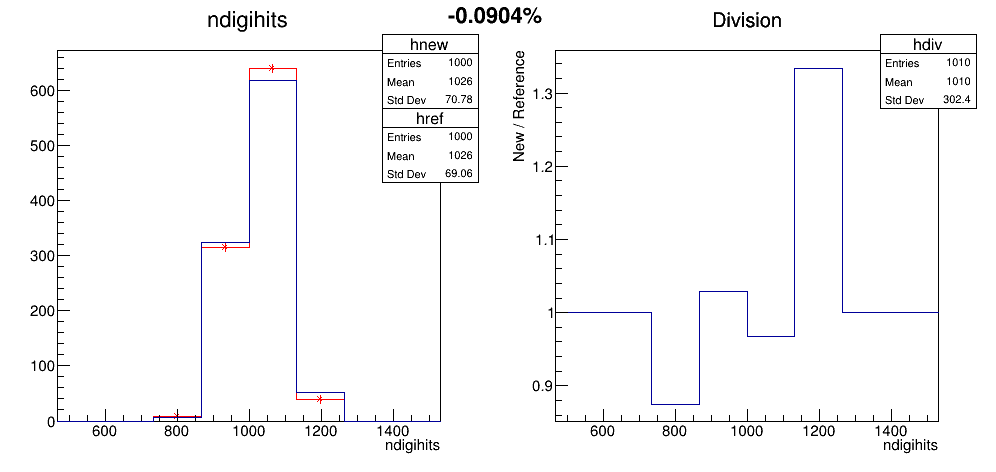 -0.0904%
ndigihits
hnew
Entries 1000
Mean 1026
Std Dev 70.78
href
Entries 1000
Mean 1026
Std Dev 69.06
600
500
400
300
200
100
0
600 800 1000 1200 1400
ndigihits
Division
hdiv
Entries 1010
Mean 1010
Std Dev 302.4
New / Reference
1.3
1.2
1.1
1
0.9
600 800 1000 1200 1400
ndigihits